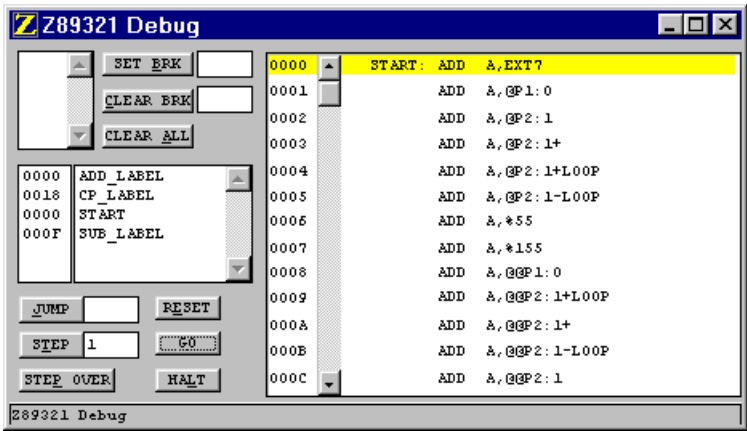 Z Z89321 Debug
SET BRK
CLEAR BRK
CLEAR ALL
0000 ADD_LABEL
0018 CP_LABEL
0000 START
000F SUB_LABEL
JUMP RESET
STEP 1 GO
STEP OVER HALT
0000 START: ADD A,EXT7
0001 ADD A,@P1:0
0002 ADD A,@P2:1
0003 ADD A,@P2:1+
0004 ADD A,@P2:1+LOOP
0005 ADD A,@P2:1-LOOP
0006 ADD A,%55
0007 ADD A,%155
0008 ADD A,@@P1:0
0009 ADD A,@@P2:1+LOOP
000A ADD A,@@P2:1+
000B ADD A,@@P2:1-LOOP
000C ADD A,@@P2:1
Z89321 Debug